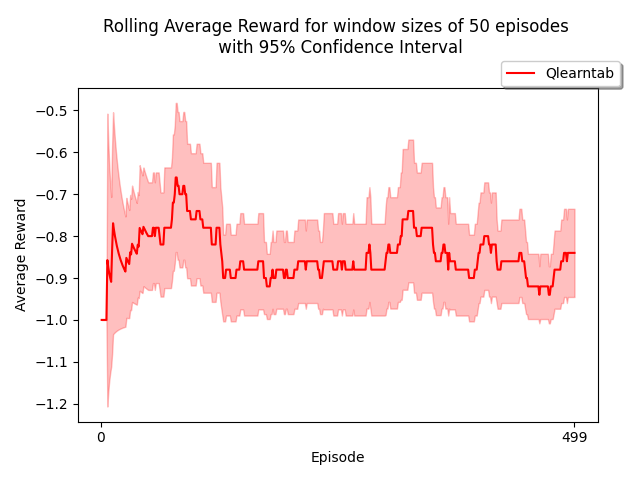 Rolling Average Reward for window sizes of 50 episodes
with 95% Confidence Interval
Qlearntab
−0.5
−0.6
−0.7
−0.8
−0.9
−1.0
−1.1
−1.2
Average Reward
0
499
Episode